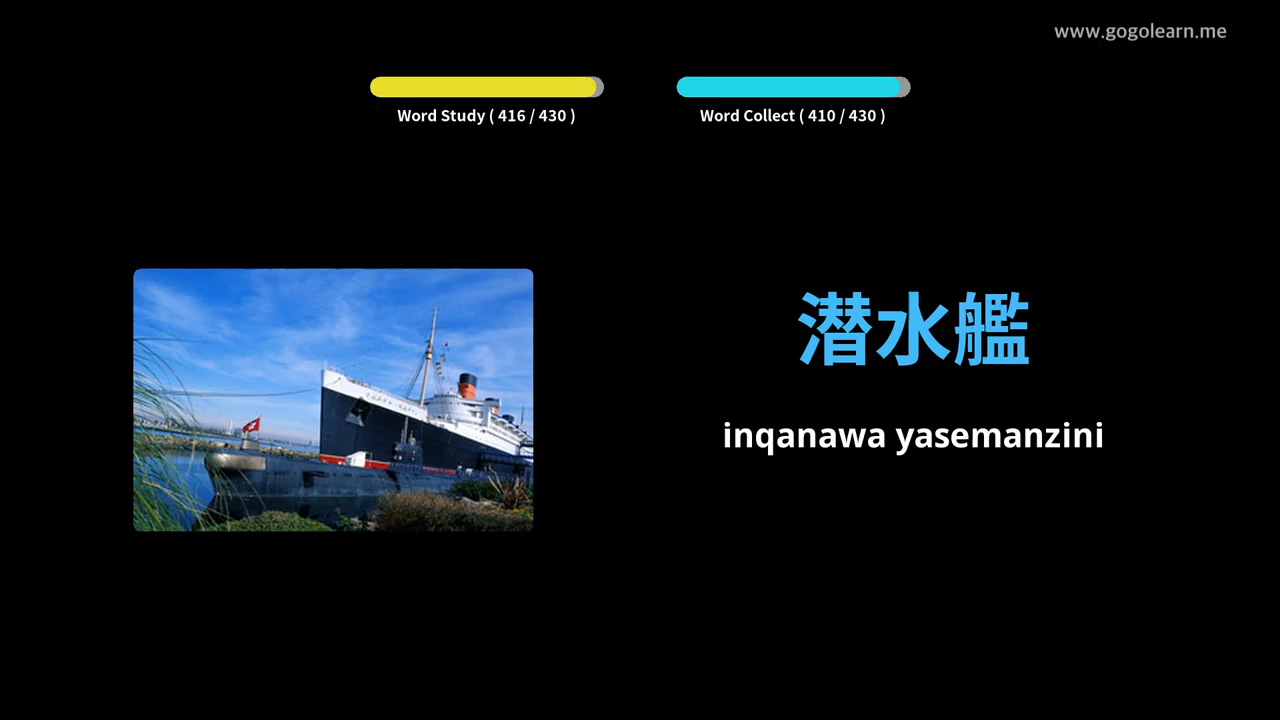 www.gogolearn.me
Word Study ( 416 / 430 )
Word Collect ( 410 / 430 )
潜水艦
inqanawa yasemanzini